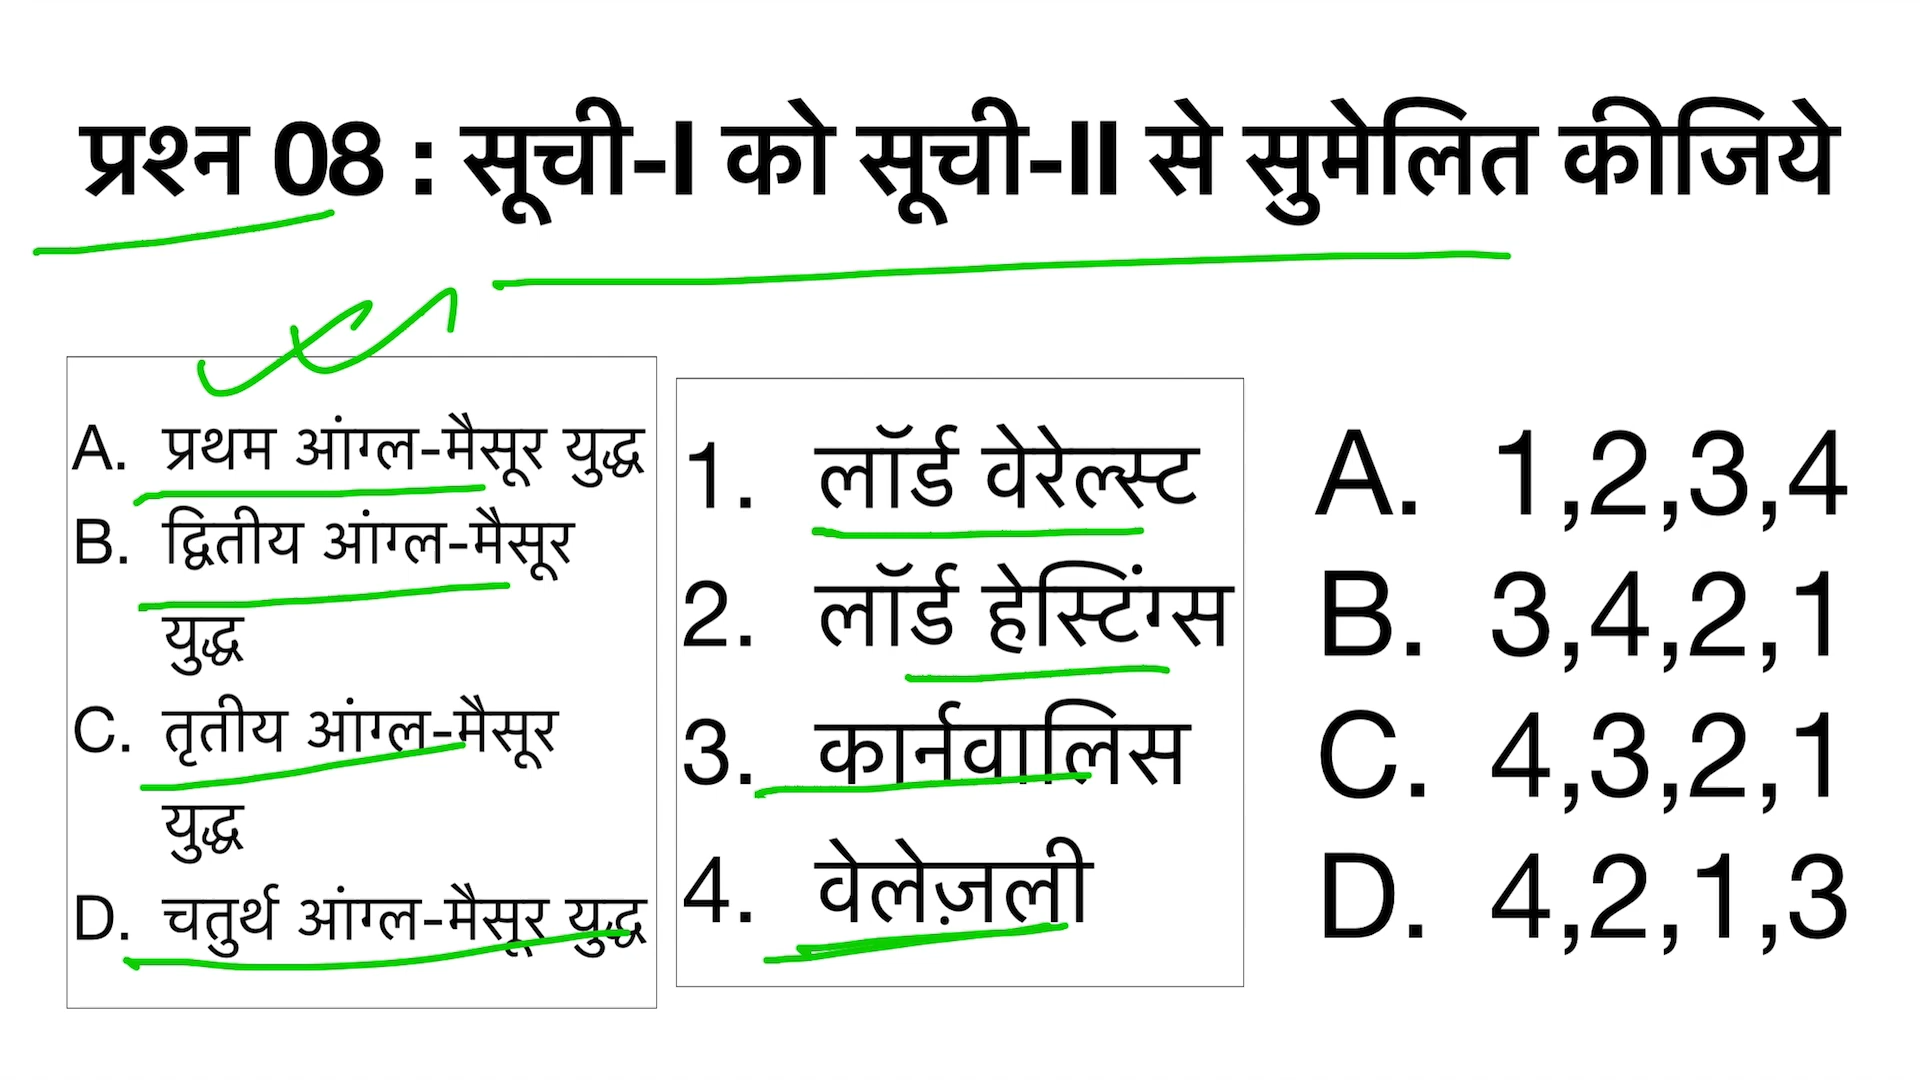 प्रश्न 08 : सूची-I को सूची-II से सुमेलित कीजिये
A. प्रथम आंग्ल-मैसूर युद्ध
B. द्वितीय आंग्ल-मैसूर
युद्ध
C. तृतीय आंग्ल-मैसूर
युद्ध
D. चतुर्थ आंग्ल-मैसूर युद्ध
1. लॉर्ड वेरेल्स्ट
2. लॉर्ड हेस्टिंग्स
3. कार्नवालिस
4. वेलेज़ली
A. 1,2,3,4
B. 3,4,2,1
C. 4,3,2,1
D. 4,2,1,3